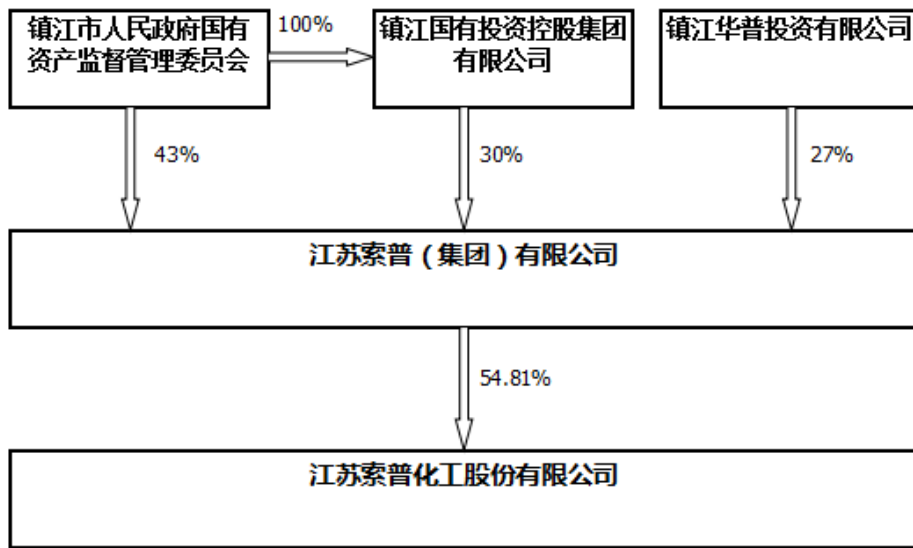 镇江市人民政府国有
资产监督管理委员会
100%
镇江国有投资控股集团
有限公司
镇江华普投资有限公司
43%
30%
27%
江苏索普（集团）有限公司
54.81%
江苏索普化工股份有限公司